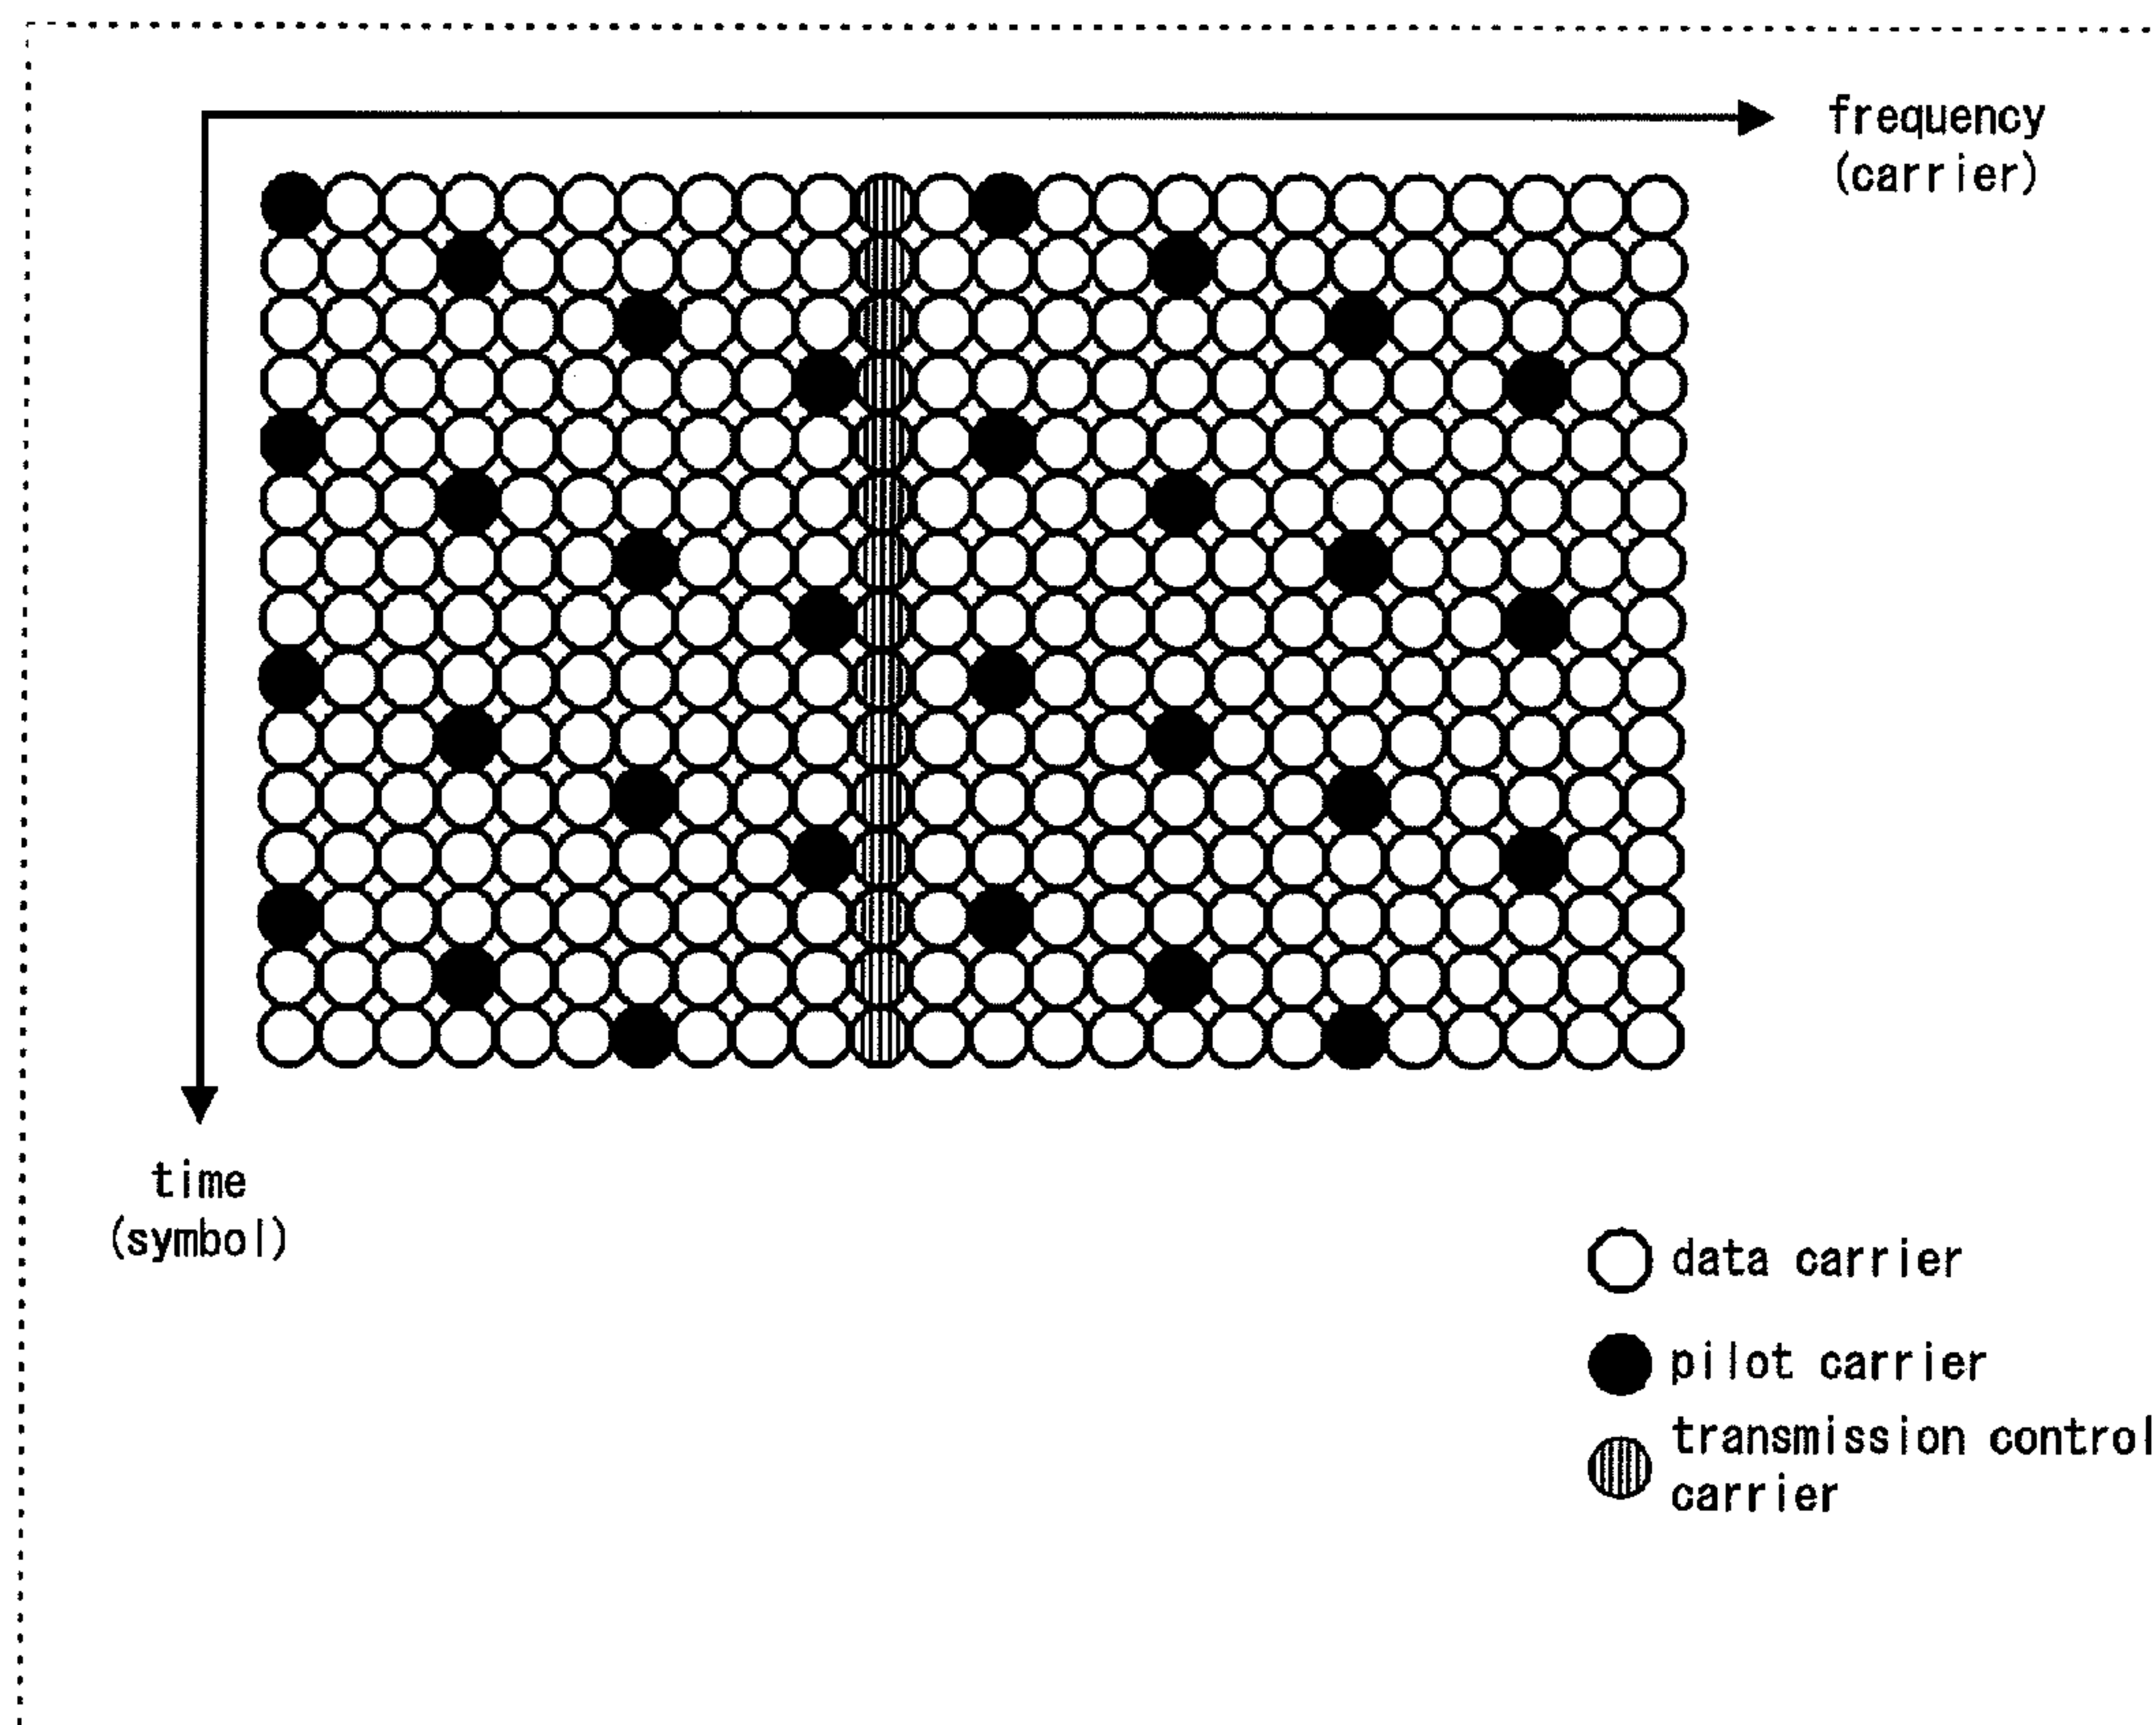 frequency
(carrier)
time
(symbol)
data carrier
pilot carrier
transmission control
carrier